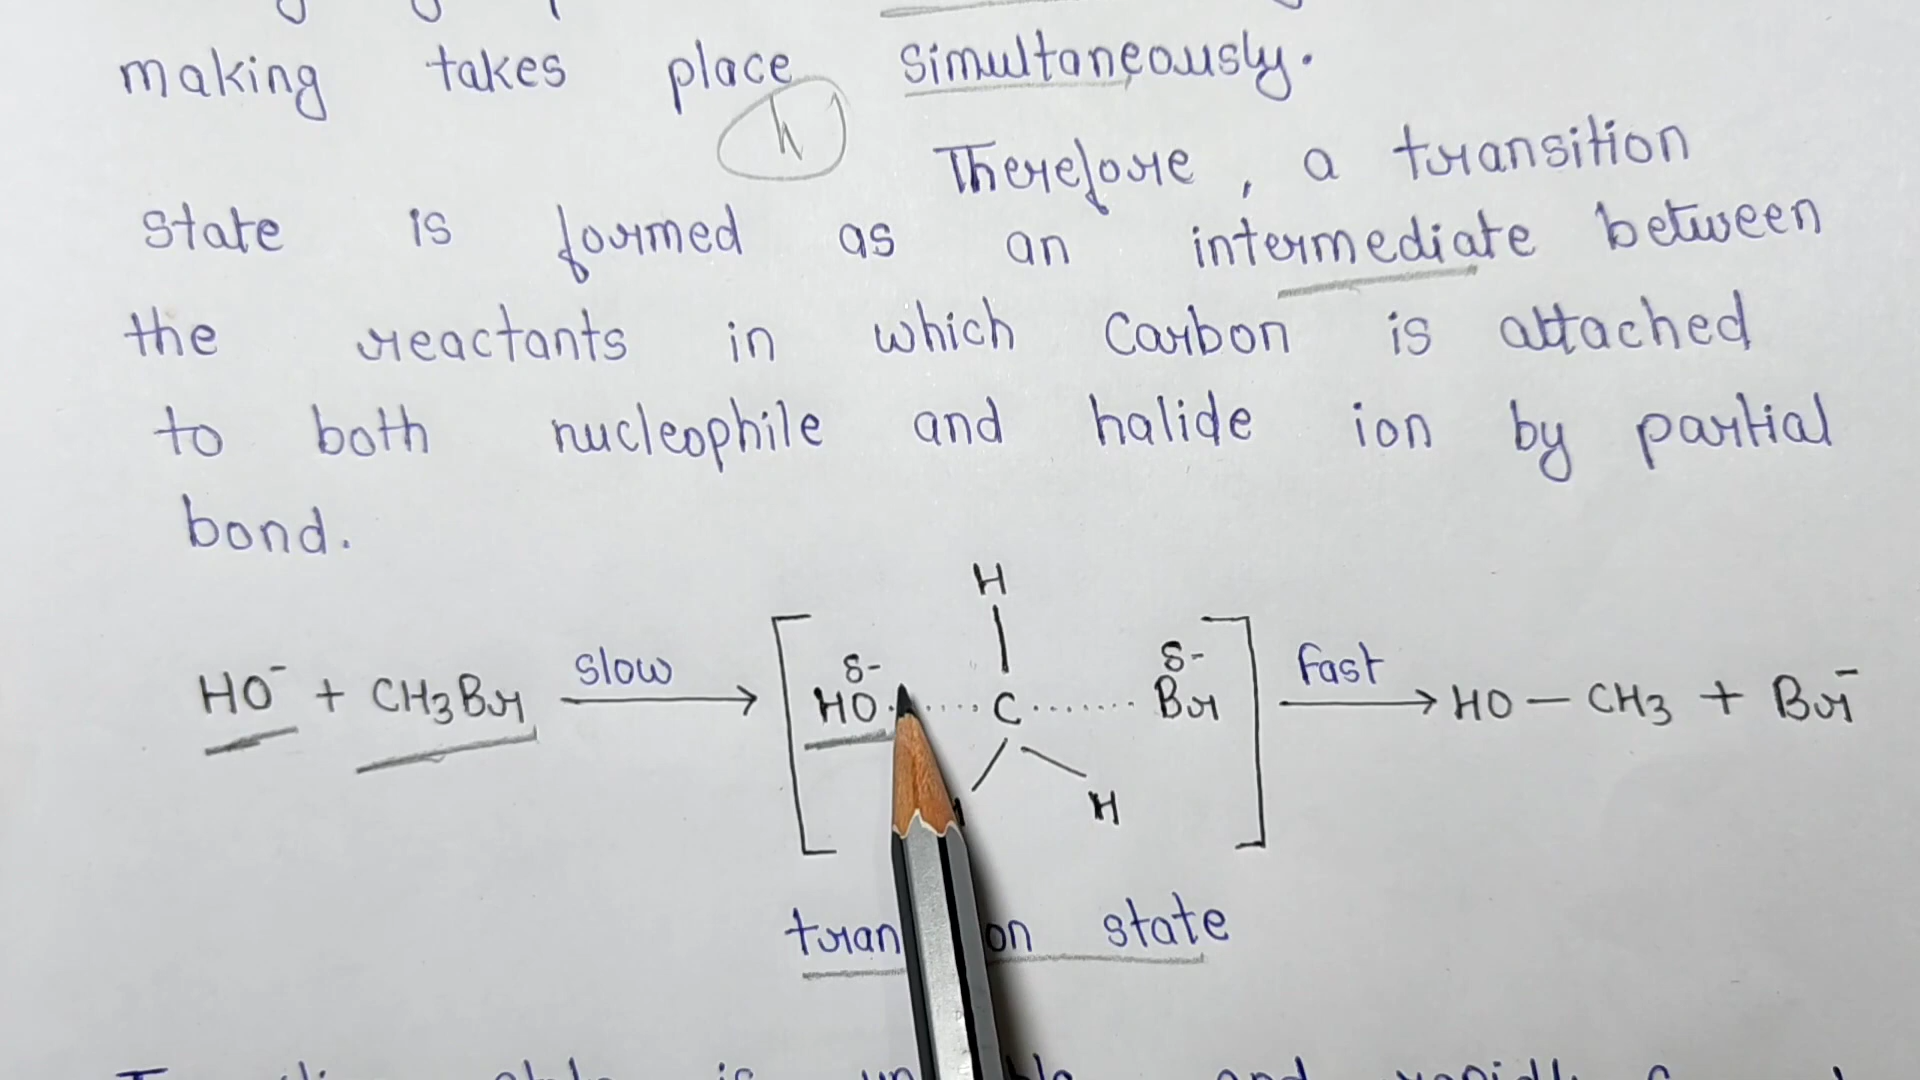 making takes place simultaneously.
h
Therefore, a transition
state is formed as an intermediate between
the reactants in which carbon is attached
to both nucleophile and halide ion by partial
bond.
H
HO⁻ + CH3Br slow → [ δ- HO ..... C ....... Br δ- ] Fast → HO — CH3 + Br⁻
H
state